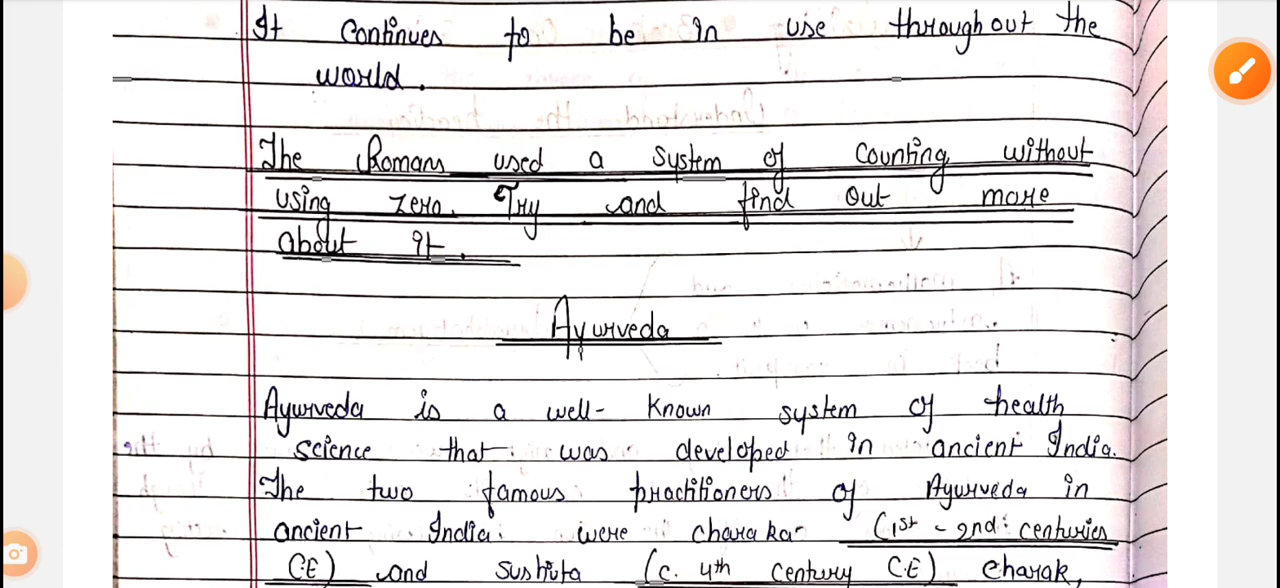 It continues to be in use throughout the
world.
The Romans used a system of counting without
using zero. Try and find out more
about it.
Ayurveda
Ayurveda is a well-known system of health
science that was developed in ancient India.
The two famous practitioners of Ayurveda in
ancient India were charaka (1st - 2nd centuries
CE) and sushruta (c. 4th century CE) charak,